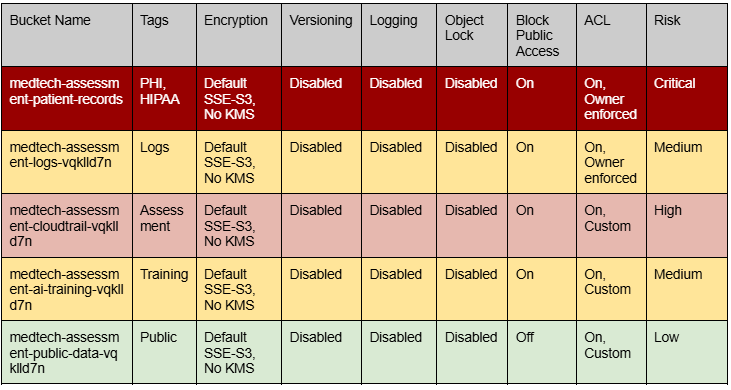 Bucket Name Tags Encryption Versioning Logging Object Lock Block Public Access ACL Risk
medtech-assessment-patient-records PHI, HIPAA Default SSE-S3, No KMS Disabled Disabled Disabled On On, Owner enforced Critical
medtech-assessment-logs-vqklld7n Logs Default SSE-S3, No KMS Disabled Disabled Disabled On On, Owner enforced Medium
medtech-assessment-cloudtrail-vqklld7n Assessment Default SSE-S3, No KMS Disabled Disabled Disabled On On, Custom High
medtech-assessment-ai-training-vqklld7n Training Default SSE-S3, No KMS Disabled Disabled Disabled On On, Custom Medium
medtech-assessment-public-data-vqklld7n Public Default SSE-S3, No KMS Disabled Disabled Disabled Off On, Custom Low